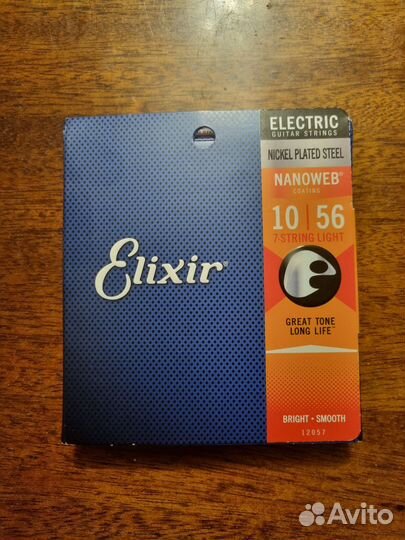 ELECTRIC
GUITAR STRINGS
NICKEL PLATED STEEL
NANOWEB®
COATING
10 | 56
7-STRING LIGHT
Elixir®
GREAT TONE
LONG LIFE™
BRIGHT • SMOOTH
12057
Avito